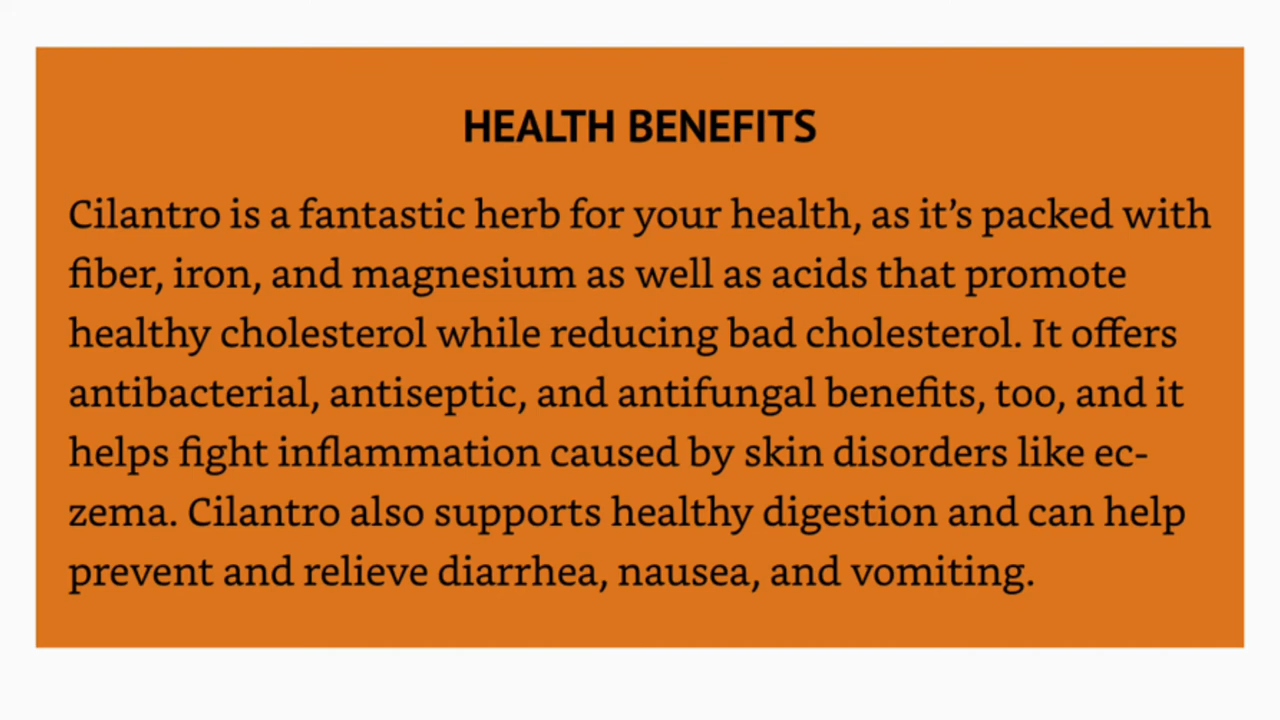 HEALTH BENEFITS
Cilantro is a fantastic herb for your health, as it’s packed with
fiber, iron, and magnesium as well as acids that promote
healthy cholesterol while reducing bad cholesterol. It offers
antibacterial, antiseptic, and antifungal benefits, too, and it
helps fight inflammation caused by skin disorders like ec-
zema. Cilantro also supports healthy digestion and can help
prevent and relieve diarrhea, nausea, and vomiting.